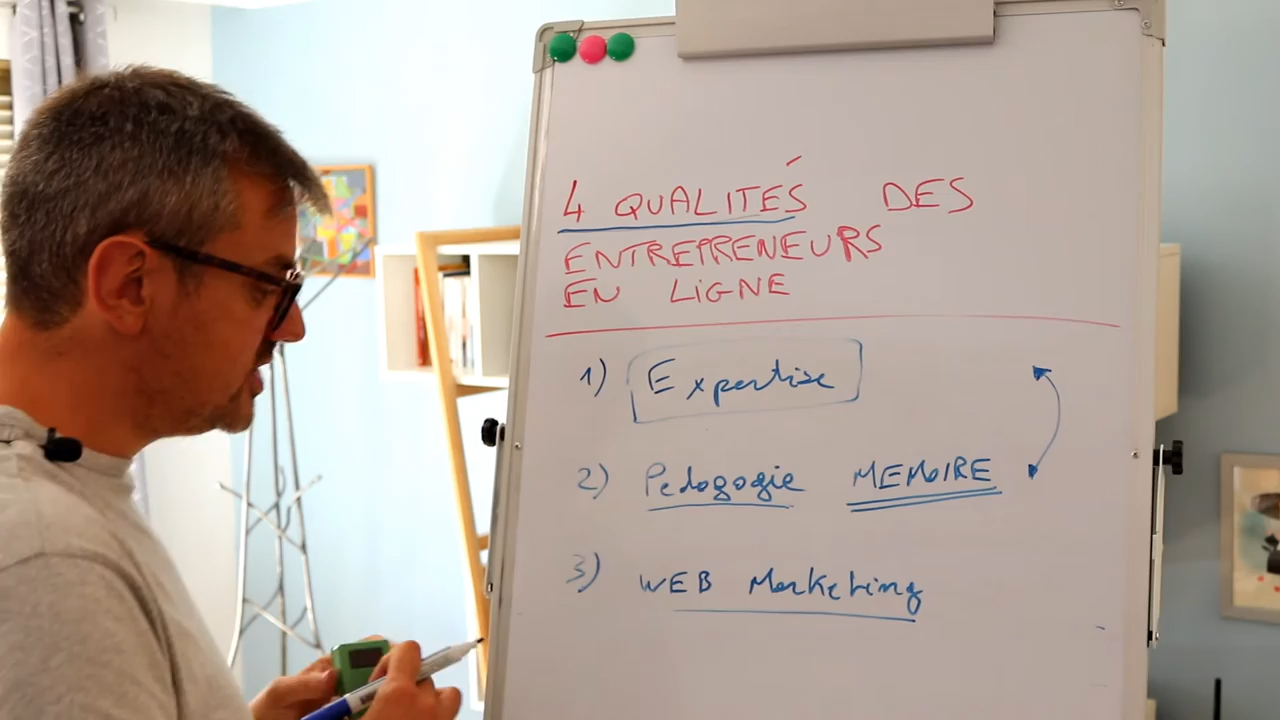 4 QUALITÉS DES
ENTREPRENEURS
EN LIGNE
1) Expertise
2) Pedagogie MEMOIRE
3) WEB Marketing